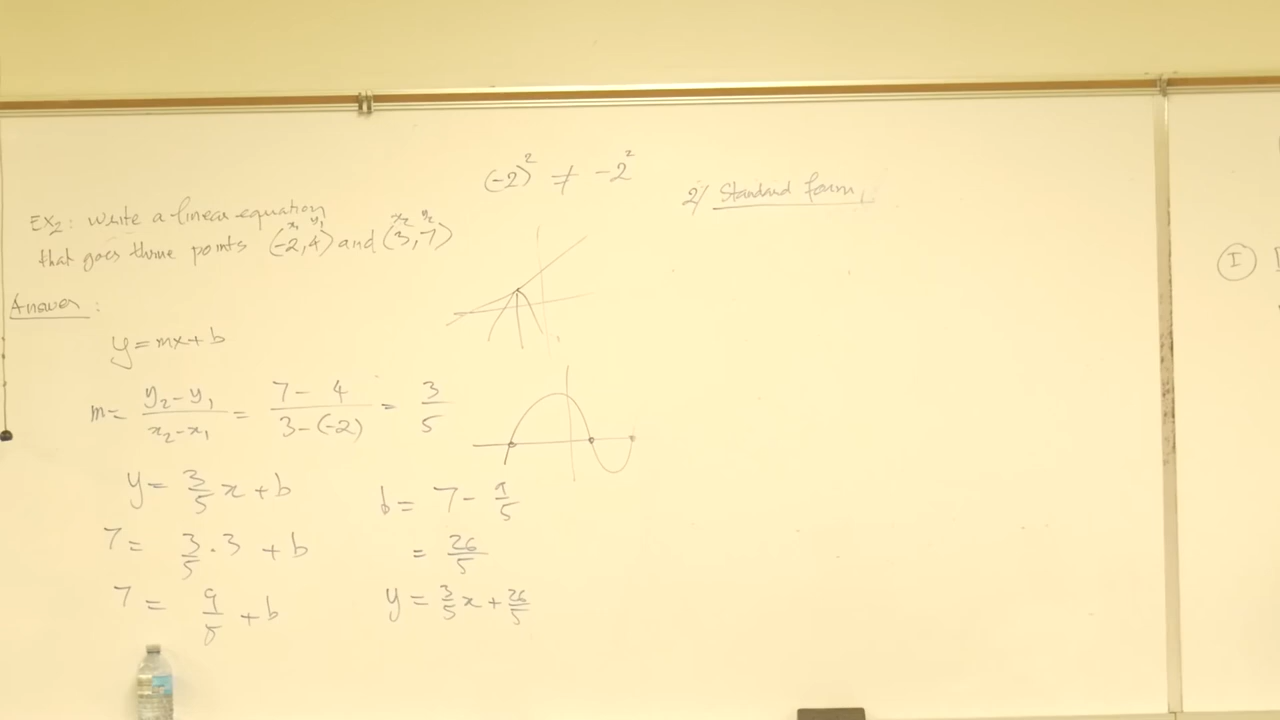 (-2)² ≠ -2²
EX₂: Write a linear equation
x₁ y₁ x₂ y₂
that goes points (-2,4) and (3,7)
Answer:
y = mx + b
m = (y₂ - y₁)/(x₂ - x₁) = (7 - 4)/(3 - (-2)) = 3/5
y = 3/5 x + b
7 = 3/5 · 3 + b
7 = 9/5 + b
b = 7 - 9/5
= 26/5
y = 3/5 x + 26/5
2/ Standard form
I